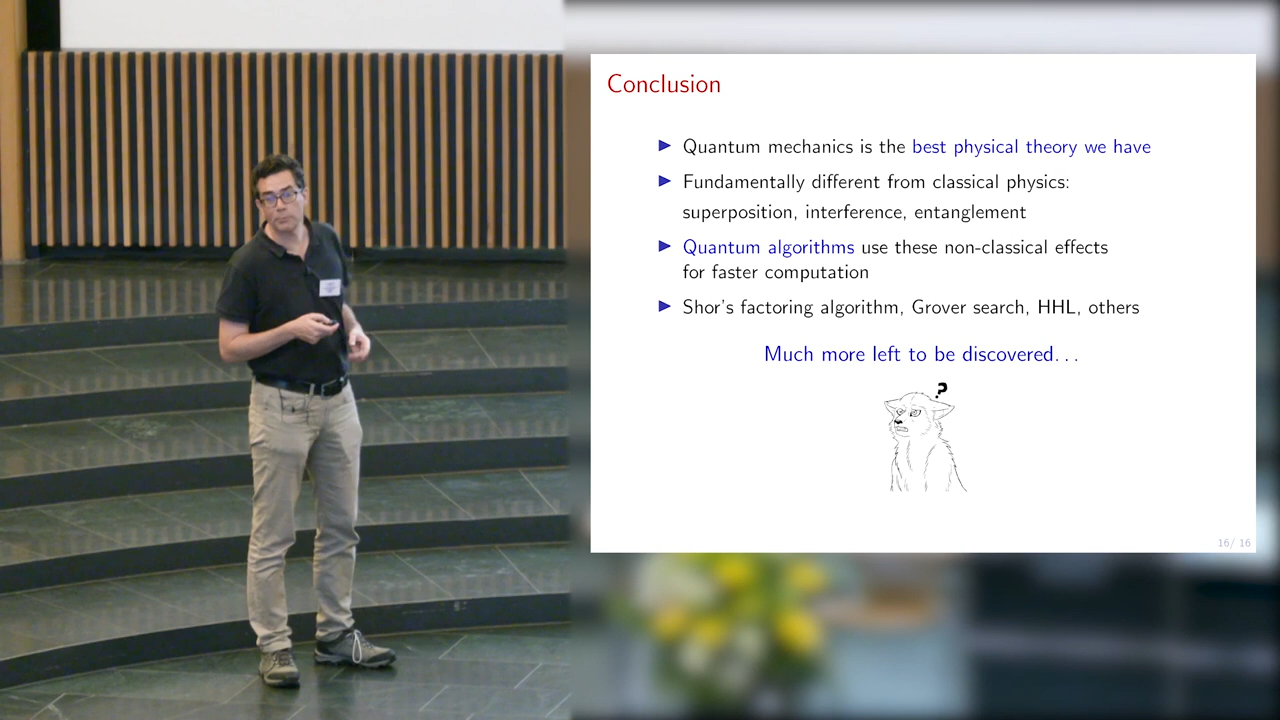 Conclusion
▶ Quantum mechanics is the best physical theory we have
▶ Fundamentally different from classical physics:
superposition, interference, entanglement
▶ Quantum algorithms use these non-classical effects
for faster computation
▶ Shor's factoring algorithm, Grover search, HHL, others
Much more left to be discovered...
?
16/ 16